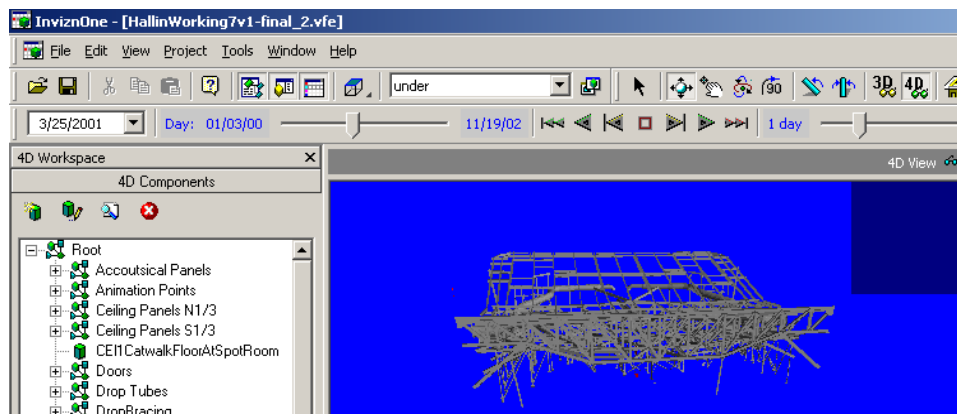 InviznOne - [HallinWorking7v1-final_2.vfe]
File Edit View Project Tools Window Help
under 90 3D 4D
3/25/2001 Day: 01/03/00 11/19/02 1 day
4D Workspace
4D View
4D Components
Root
Accoutsical Panels
Animation Points
Ceiling Panels N1/3
Ceiling Panels S1/3
CEI1CatwalkFloorAtSpotRoom
Doors
Drop Tubes
DropBracing